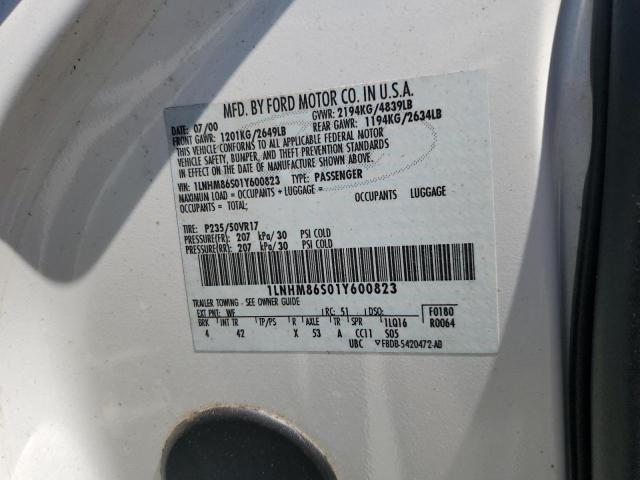 MFD. BY FORD MOTOR CO. IN U.S.A.
DATE: 07/00 GVWR: 2194KG/4839LB
FRONT GAWR: 1201KG/2649LB REAR GAWR: 1194KG/2634LB
THIS VEHICLE CONFORMS TO ALL APPLICABLE FEDERAL MOTOR
VEHICLE SAFETY, BUMPER, AND THEFT PREVENTION STANDARDS
IN EFFECT ON THE DATE OF MANUFACTURE SHOWN ABOVE.
VIN: 1LNHM86S01Y600823 TYPE: PASSENGER
MAXIMUM LOAD = OCCUPANTS + LUGGAGE = OCCUPANTS LUGGAGE
OCCUPANTS = TOTAL;
TIRE: P235/50VR17
PRESSURE(FR): 207 kPa/30 PSI COLD
PRESSURE(RR): 207 kPa/30 PSI COLD
1LNHM86S01Y600823
TRAILER TOWING - SEE OWNER GUIDE
EXT PNT: WF RC: 51 DSO: F0180
BRK INT TR TP/PS R AXLE TR SPR 1LQ16 R0064
4 42 X 53 A CC11 S05
UBC ▽F8DB-S420472-AB